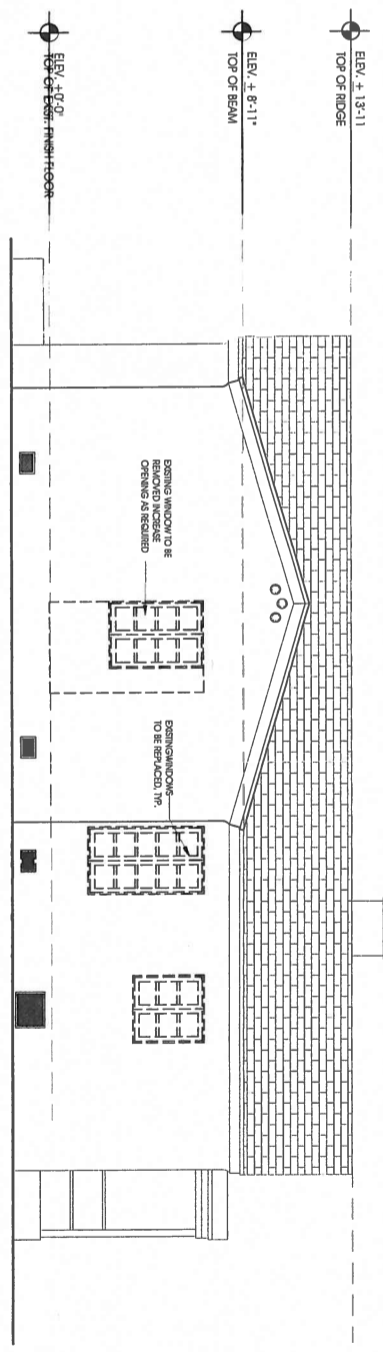 ELEV. ± 13'-11
TOP OF RIDGE
ELEV. ± 8'-11"
TOP OF BEAM
ELEV. ±0'-0"
TOP OF EXIST. FINISH FLOOR
EXISTING WINDOW TO BE
REMOVED INCREASE
OPENING AS REQUIRED
EXISTING WINDOWS
TO BE REPLACED, TYP.